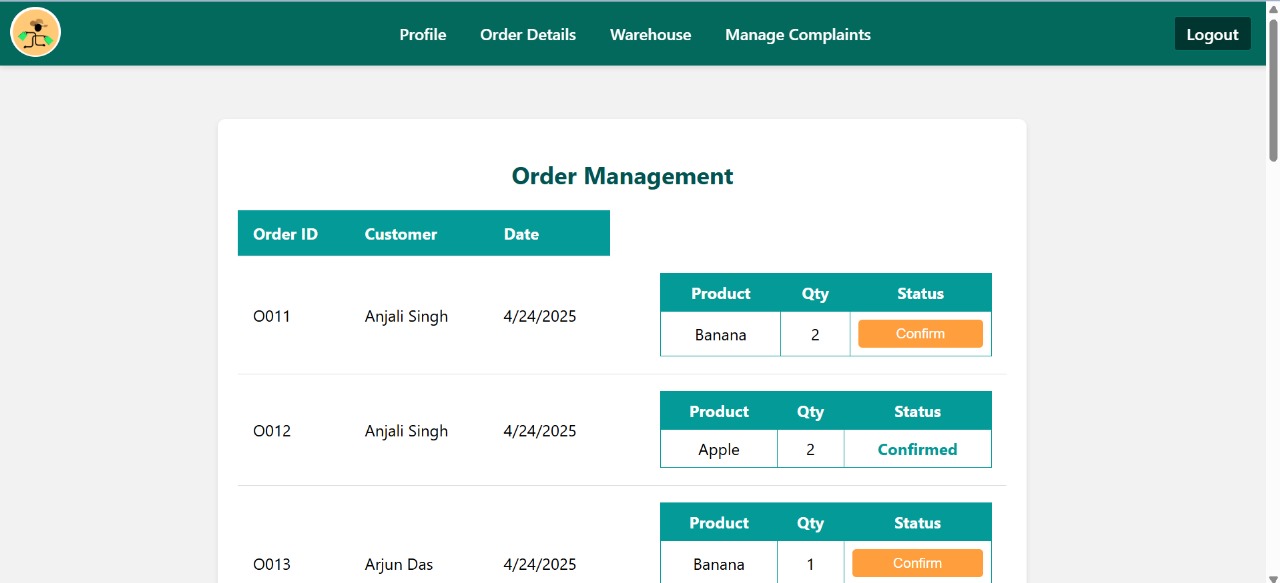 Profile Order Details Warehouse Manage Complaints Logout
Order Management
Order ID Customer Date
Product Qty Status
O011 Anjali Singh 4/24/2025 Banana 2 Confirm
Product Qty Status
O012 Anjali Singh 4/24/2025 Apple 2 Confirmed
Product Qty Status
O013 Arjun Das 4/24/2025 Banana 1 Confirm